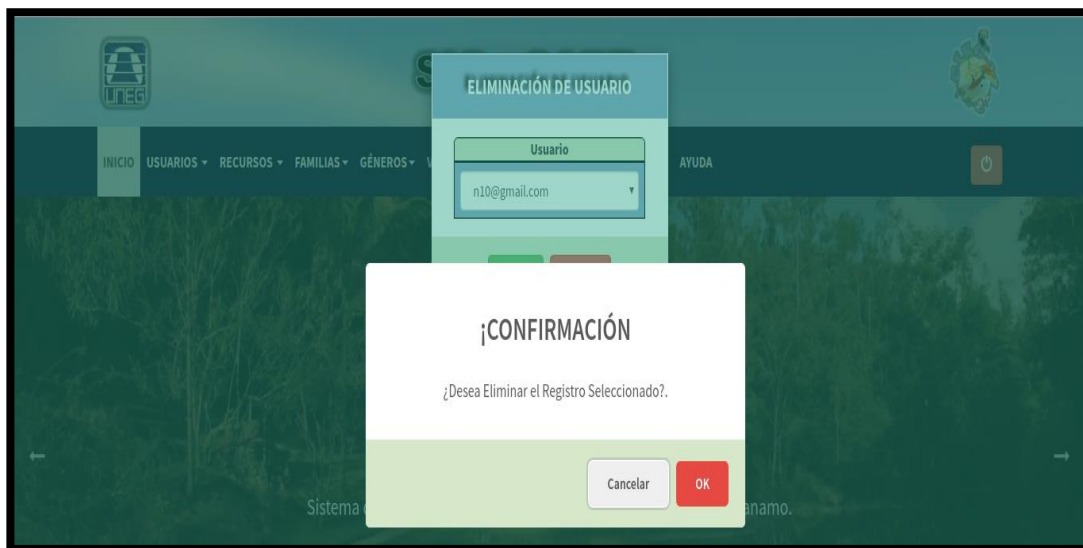 UNEG
ELIMINACIÓN DE USUARIO
INICIO USUARIOS RECURSOS FAMILIAS GÉNEROS AYUDA
Usuario
n10@gmail.com
¡CONFIRMACIÓN
¿Desea Eliminar el Registro Seleccionado?.
Cancelar OK
Sistema